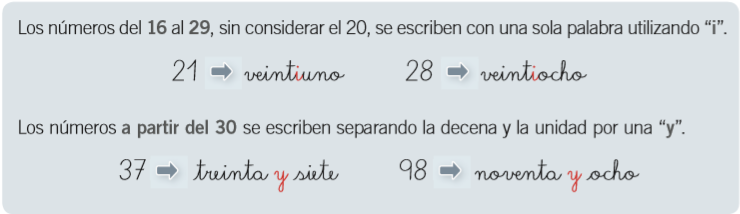 Los números del 16 al 29, sin considerar el 20, se escriben con una sola palabra utilizando “i”.
21 ➡ veintiuno 28 ➡ veintiocho
Los números a partir del 30 se escriben separando la decena y la unidad por una “y”.
37 ➡ treinta y siete 98 ➡ noventa y ocho